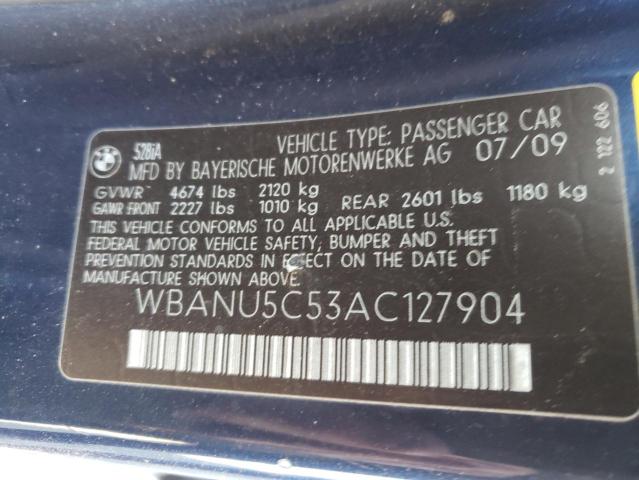 BMW
528iA
VEHICLE TYPE: PASSENGER CAR
MFD BY BAYERISCHE MOTORENWERKE AG 07/09
GVWR 4674 lbs 2120 kg
GAWR FRONT 2227 lbs 1010 kg REAR 2601 lbs 1180 kg
THIS VEHICLE CONFORMS TO ALL APPLICABLE U.S.
FEDERAL MOTOR VEHICLE SAFETY, BUMPER AND THEFT
PREVENTION STANDARDS IN EFFECT ON THE DATE OF
MANUFACTURE SHOWN ABOVE.
WBANU5C53AC127904
2 122 606